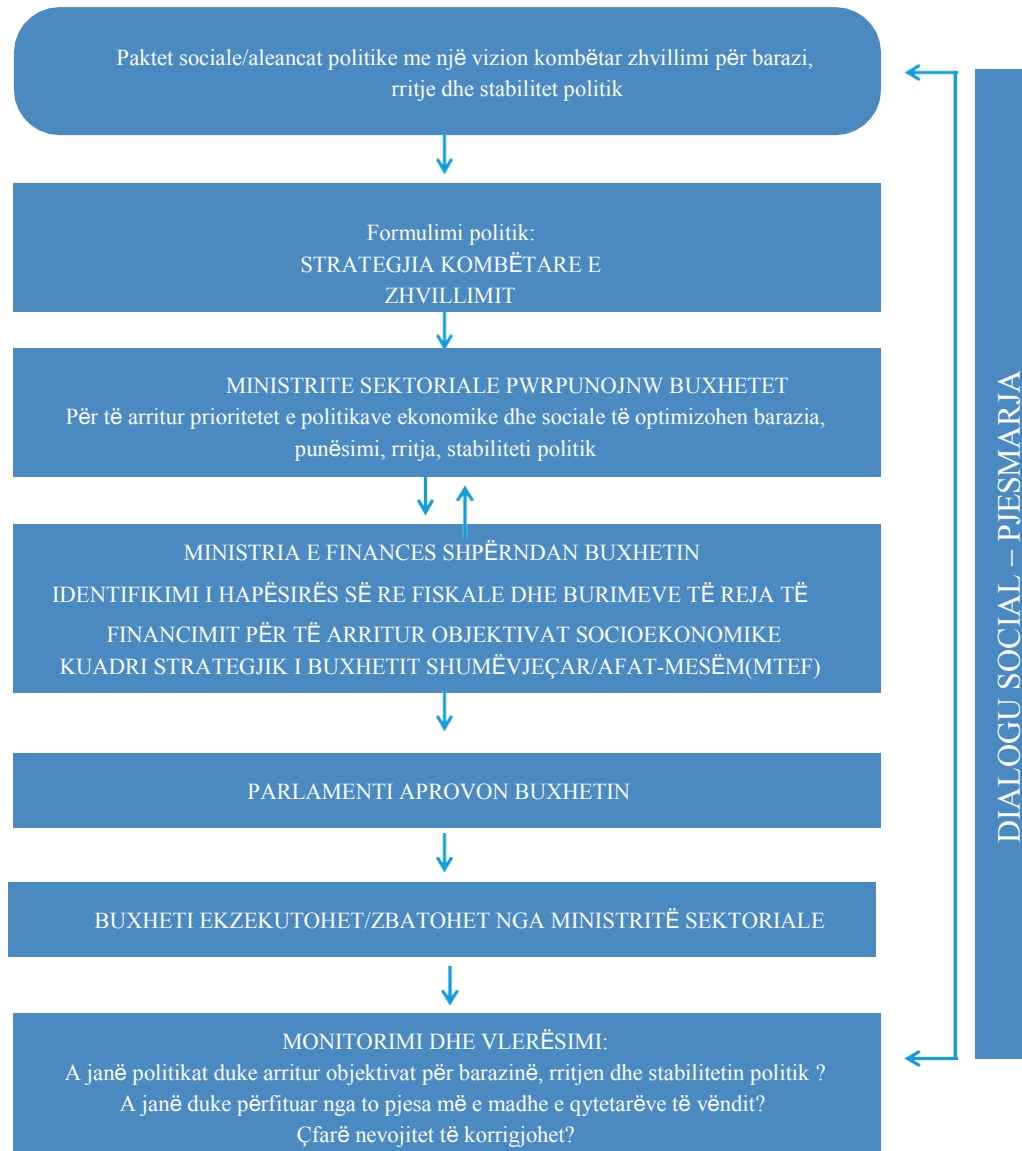 Paktet sociale/aleancat politike me një vizion kombëtar zhvillimi për barazi,
rritje dhe stabilitet politik
Formulimi politik:
STRATEGJIA KOMBËTARE E
ZHVILLIMIT
MINISTRITE SEKTORIALE PWRPUNOJNW BUXHETET
Për të arritur prioritetet e politikave ekonomike dhe sociale të optimizohen barazia,
punësimi, rritja, stabiliteti politik
MINISTRIA E FINANCES SHPËRNDAN BUXHETIN
IDENTIFIKIMI I HAPËSIRËS SË RE FISKALE DHE BURIMEVE TË REJA TË
FINANCIMIT PËR TË ARRITUR OBJEKTIVAT SOCIOEKONOMIKE
KUADRI STRATEGJIK I BUXHETIT SHUMËVJEÇAR/AFAT-MESËM(MTEF)
PARLAMENTI APROVON BUXHETIN
BUXHETI EKZEKUTOHET/ZBATOHET NGA MINISTRITË SEKTORIALE
MONITORIMI DHE VLERËSIMI:
A janë politikat duke arritur objektivat për barazinë, rritjen dhe stabilitetin politik ?
A janë duke përfituar nga to pjesa më e madhe e qytetarëve të vëndit?
Çfarë nevojitet të korrigjohet?
DIALOGU SOCIAL – PJESMARJA